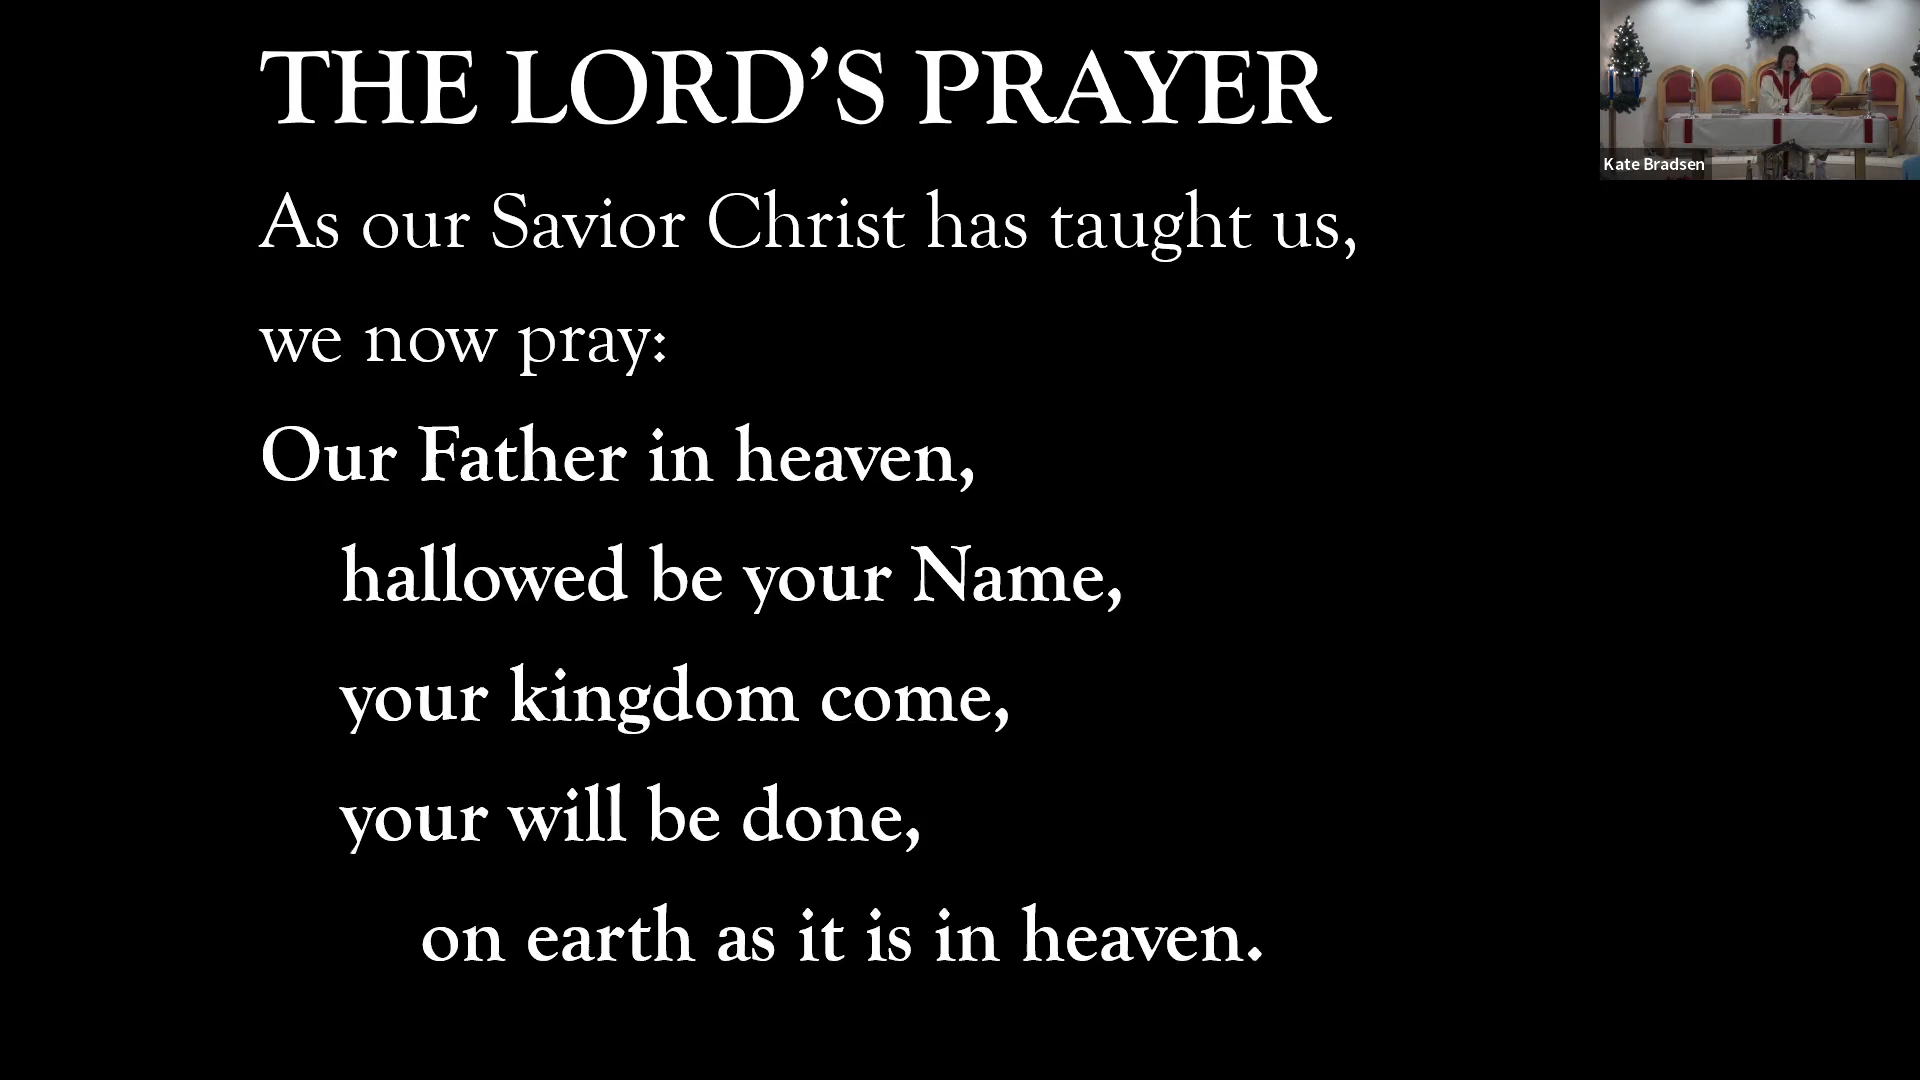 THE LORD’S PRAYER
As our Savior Christ has taught us,
we now pray:
Our Father in heaven,
hallowed be your Name,
your kingdom come,
your will be done,
on earth as it is in heaven.
Kate Bradsen